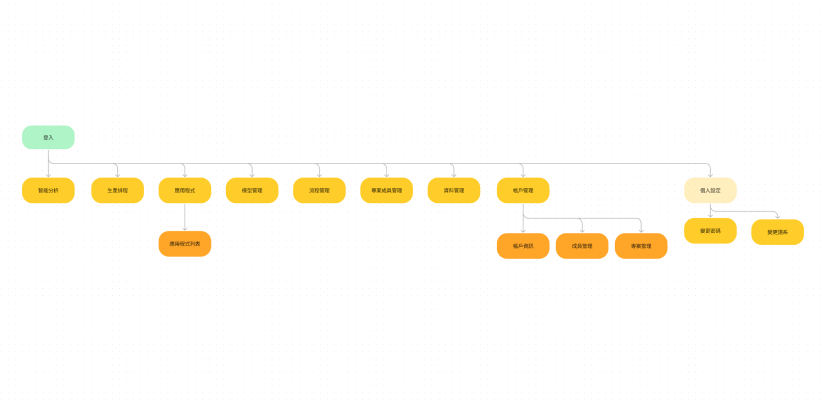 登入
智能分析
生產排程
應用程式
模型管理
流程管理
專案成員管理
資料管理
帳戶管理
個人設定
應用程式列表
帳戶資訊
成員管理
專案管理
變更密碼
變更語系